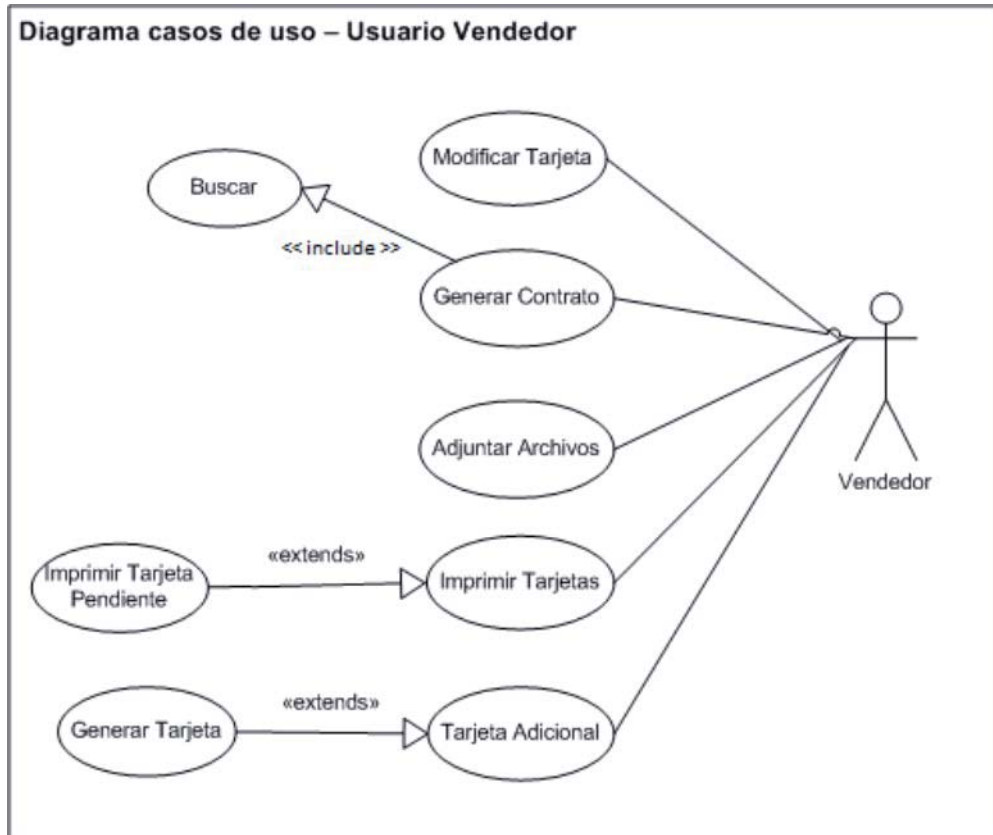 Diagrama casos de uso – Usuario Vendedor
Modificar Tarjeta
Buscar
<< include >>
Generar Contrato
Adjuntar Archivos
Vendedor
«extends»
Imprimir Tarjeta
Pendiente
Imprimir Tarjetas
«extends»
Generar Tarjeta
Tarjeta Adicional